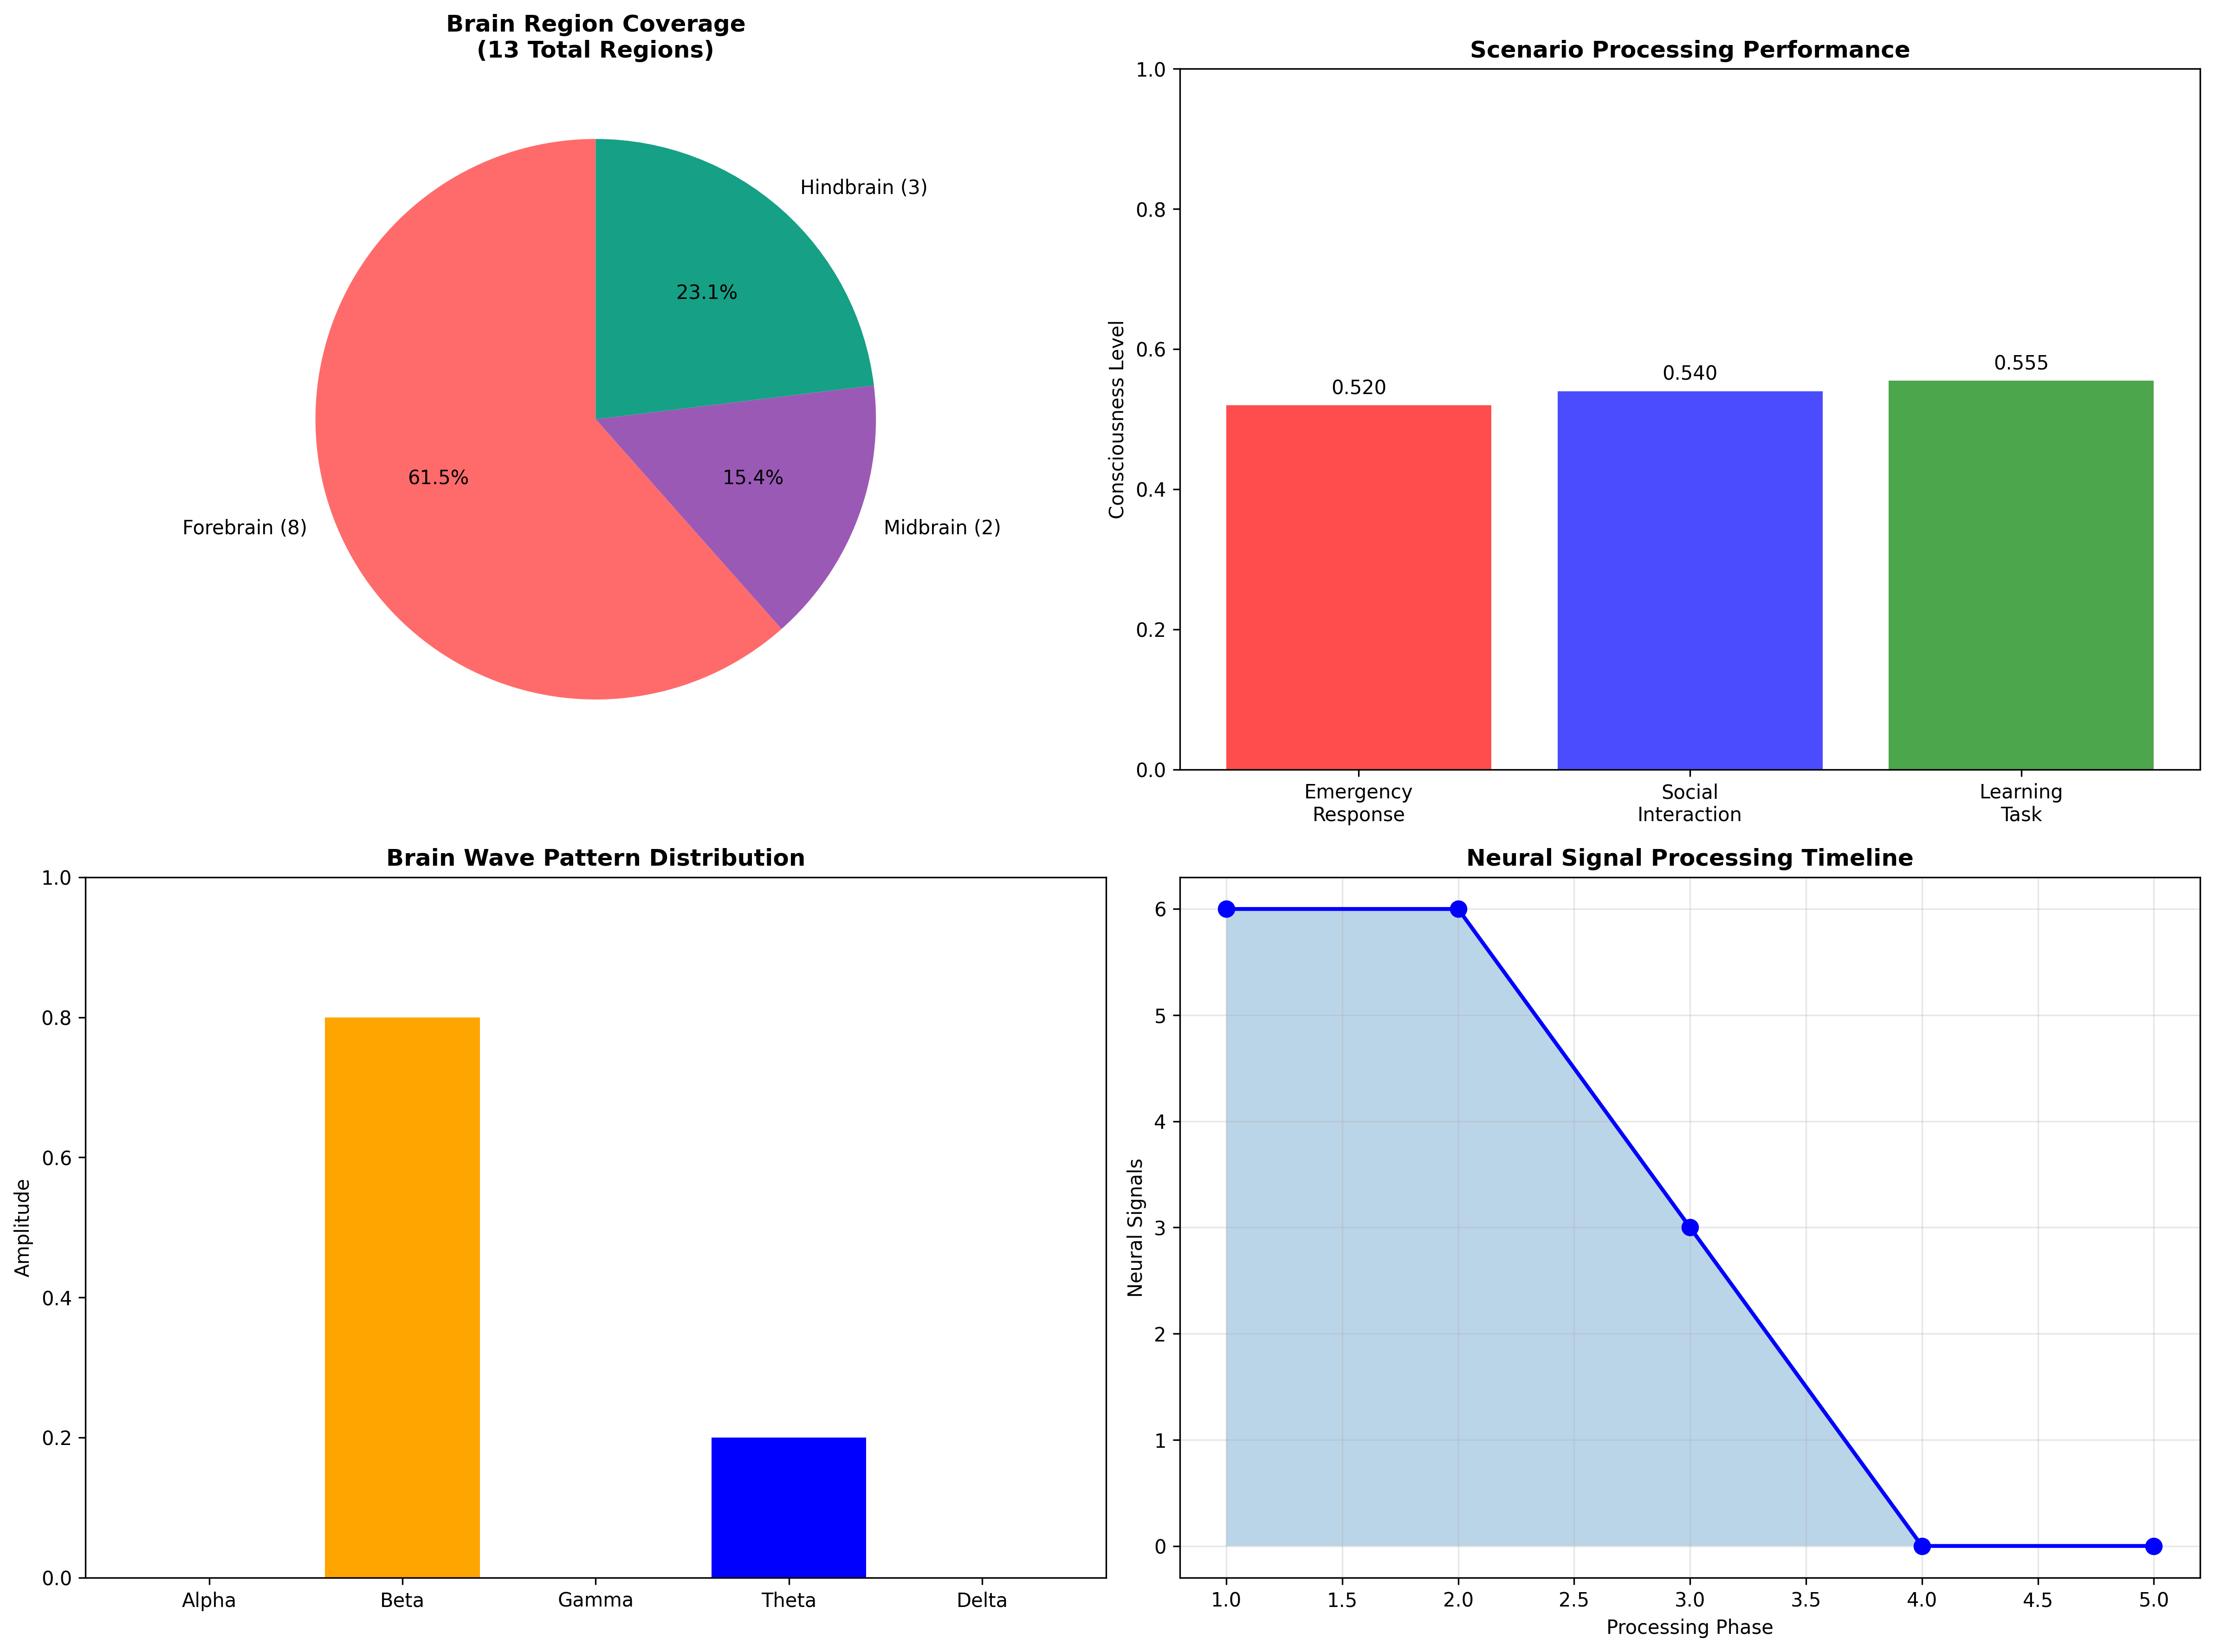 Brain Region Coverage
(13 Total Regions)
Hindbrain (3)
23.1%
61.5%
15.4%
Forebrain (8)
Midbrain (2)
Scenario Processing Performance
Consciousness Level
1.0
0.8
0.6
0.4
0.2
0.0
0.520
0.540
0.555
Emergency
Response
Social
Interaction
Learning
Task
Brain Wave Pattern Distribution
Amplitude
1.0
0.8
0.6
0.4
0.2
0.0
Alpha
Beta
Gamma
Theta
Delta
Neural Signal Processing Timeline
Neural Signals
6
5
4
3
2
1
0
1.0
1.5
2.0
2.5
3.0
3.5
4.0
4.5
5.0
Processing Phase